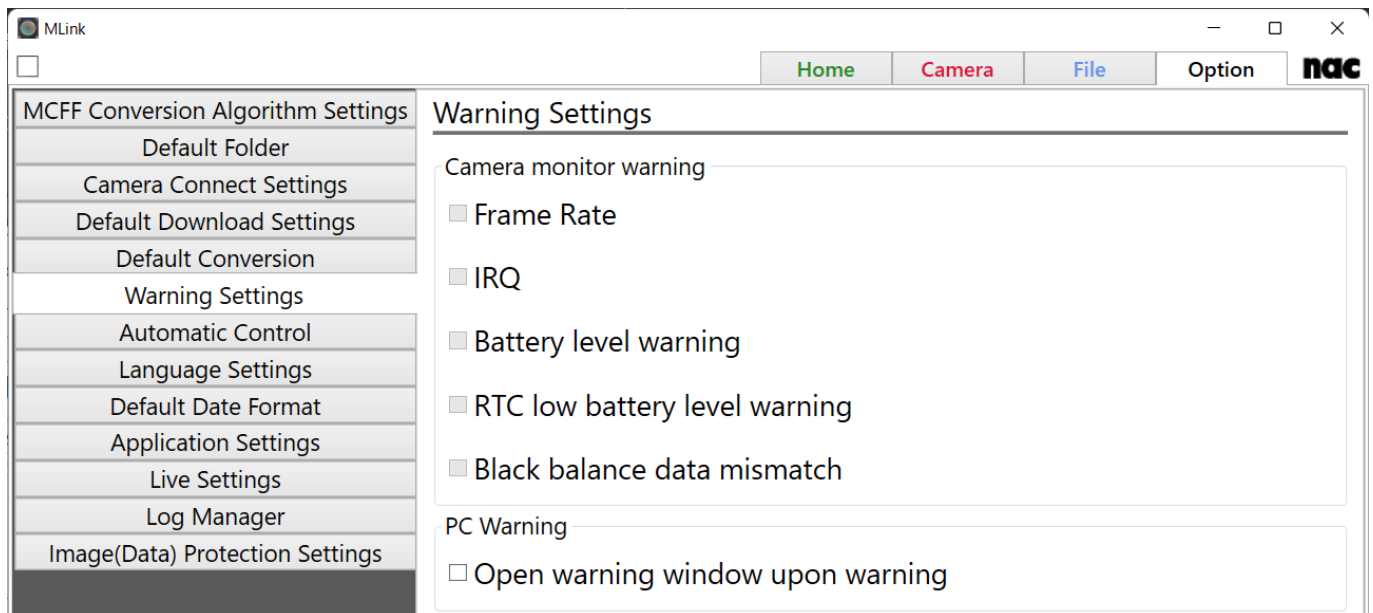 MLink
Home Camera File Option nac
MCFF Conversion Algorithm Settings
Default Folder
Camera Connect Settings
Default Download Settings
Default Conversion
Warning Settings
Automatic Control
Language Settings
Default Date Format
Application Settings
Live Settings
Log Manager
Image(Data) Protection Settings
Warning Settings
Camera monitor warning
Frame Rate
IRQ
Battery level warning
RTC low battery level warning
Black balance data mismatch
PC Warning
Open warning window upon warning